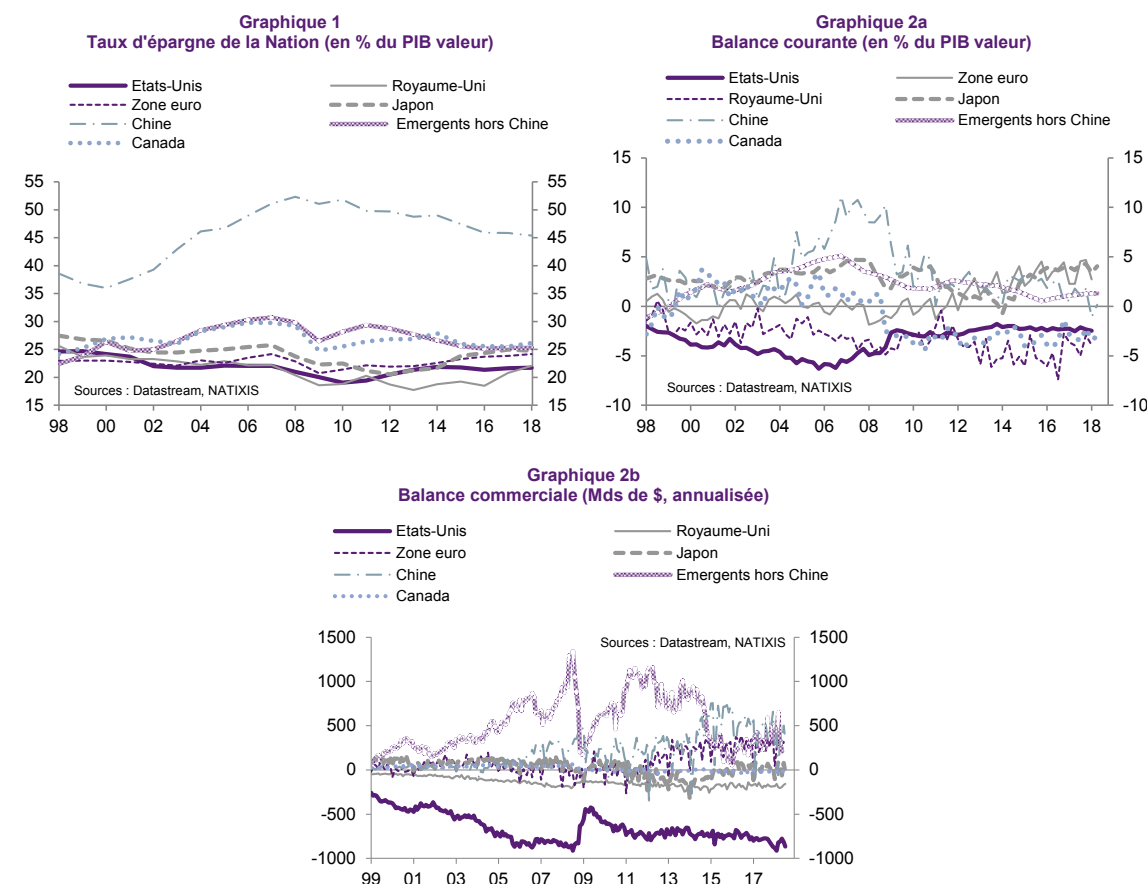 Graphique 1
Taux d'épargne de la Nation (en % du PIB valeur)
Etats-Unis
Royaume-Uni
Zone euro
Japon
Chine
Emergents hors Chine
Canada
55 55
50 50
45 45
40 40
35 35
30 30
25 25
20 20
15 15
Sources : Datastream, NATIXIS
98 00 02 04 06 08 10 12 14 16 18
Graphique 2a
Balance courante (en % du PIB valeur)
Etats-Unis
Zone euro
Royaume-Uni
Japon
Chine
Emergents hors Chine
Canada
15 15
10 10
5 5
0 0
-5 -5
-10 -10
Sources : Datastream, NATIXIS
98 00 02 04 06 08 10 12 14 16 18
Graphique 2b
Balance commerciale (Mds de $, annualisée)
Etats-Unis
Royaume-Uni
Zone euro
Japon
Chine
Emergents hors Chine
Canada
Sources : Datastream, NATIXIS
1500 1500
1000 1000
500 500
0 0
-500 -500
-1000 -1000
99 01 03 05 07 09 11 13 15 17